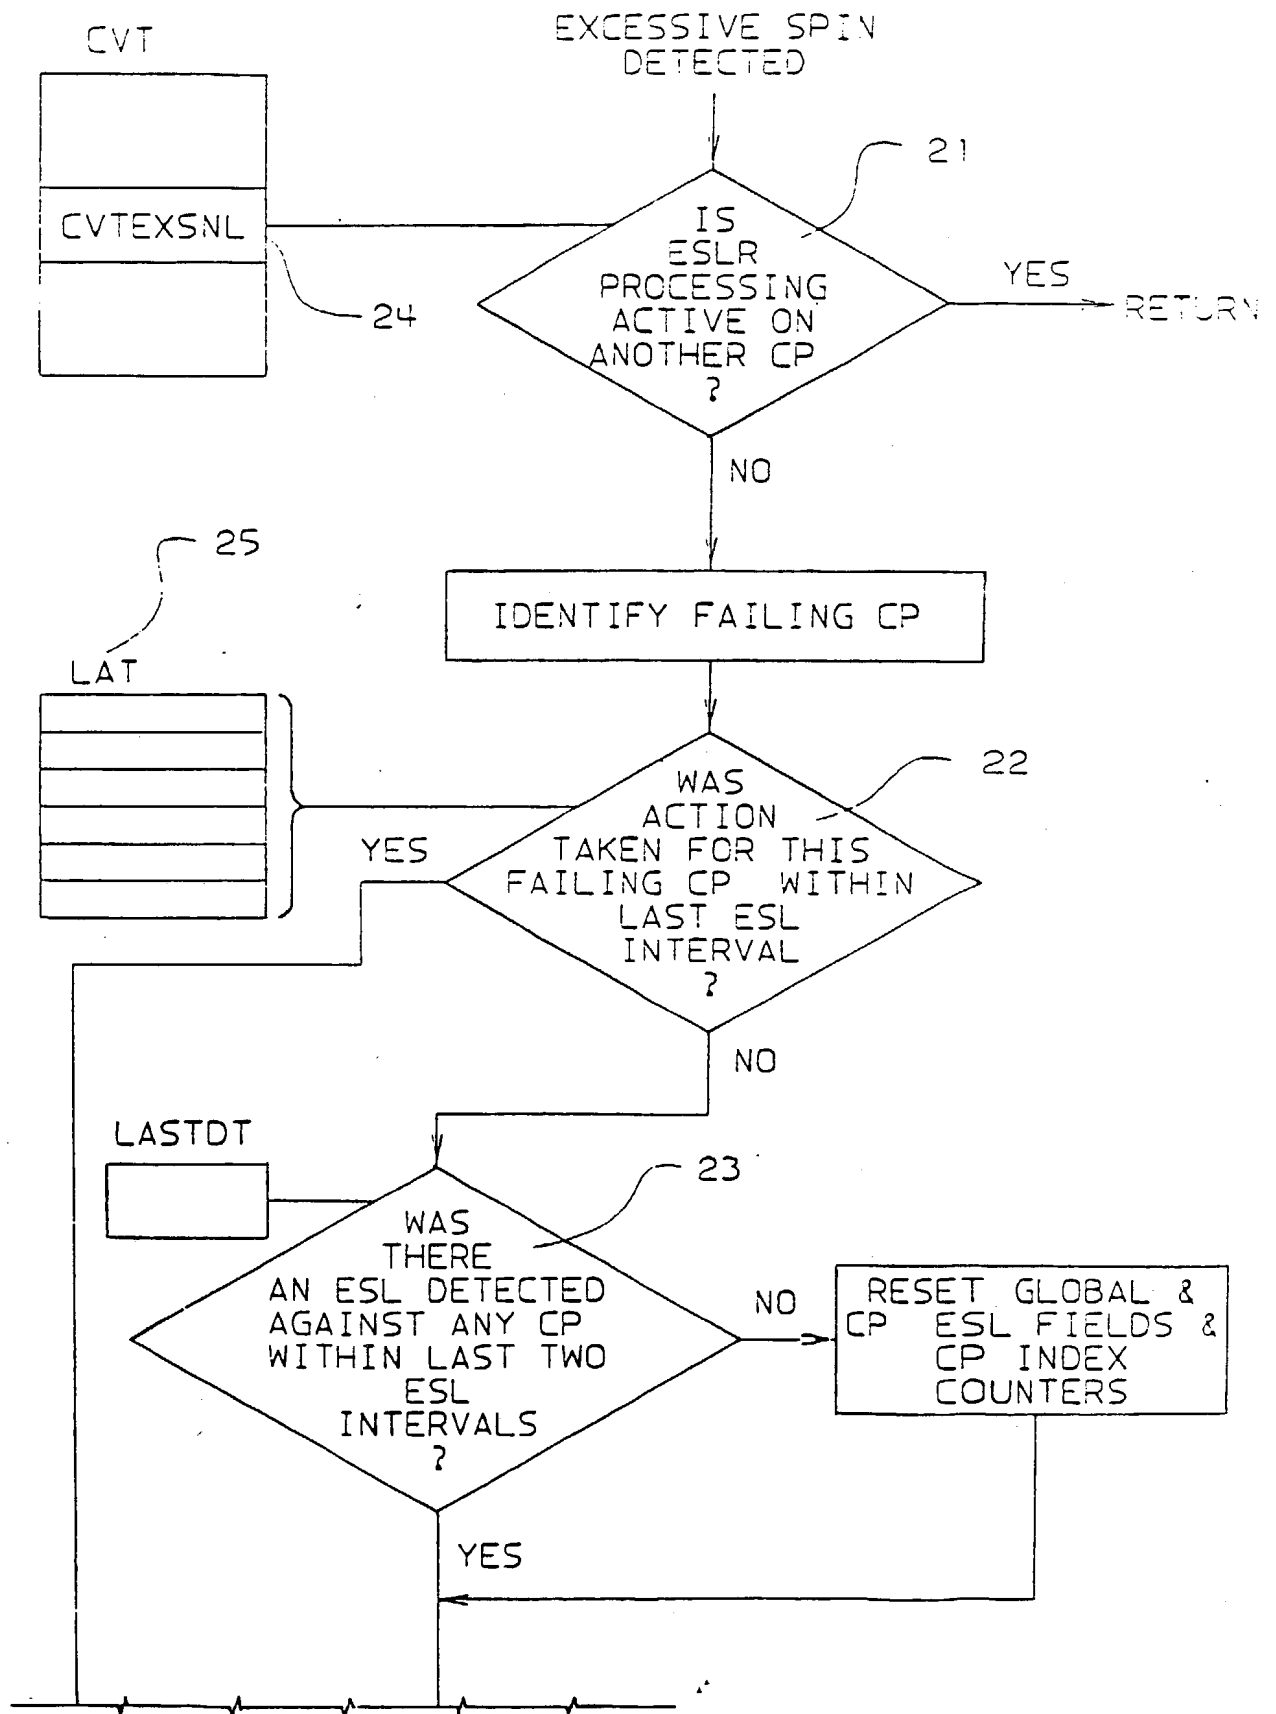 CVT
EXCESSIVE SPIN
DETECTED
21
CVTEXSNL
24
IS
ESLR
PROCESSING
ACTIVE ON
ANOTHER CP
?
YES
RETURN
NO
25
IDENTIFY FAILING CP
LAT
22
WAS
ACTION
TAKEN FOR THIS
FAILING CP WITHIN
LAST ESL
INTERVAL
?
YES
NO
LASTDT
23
WAS
THERE
AN ESL DETECTED
AGAINST ANY CP
WITHIN LAST TWO
ESL
INTERVALS
?
NO
RESET GLOBAL &
CP ESL FIELDS &
CP INDEX
COUNTERS
YES